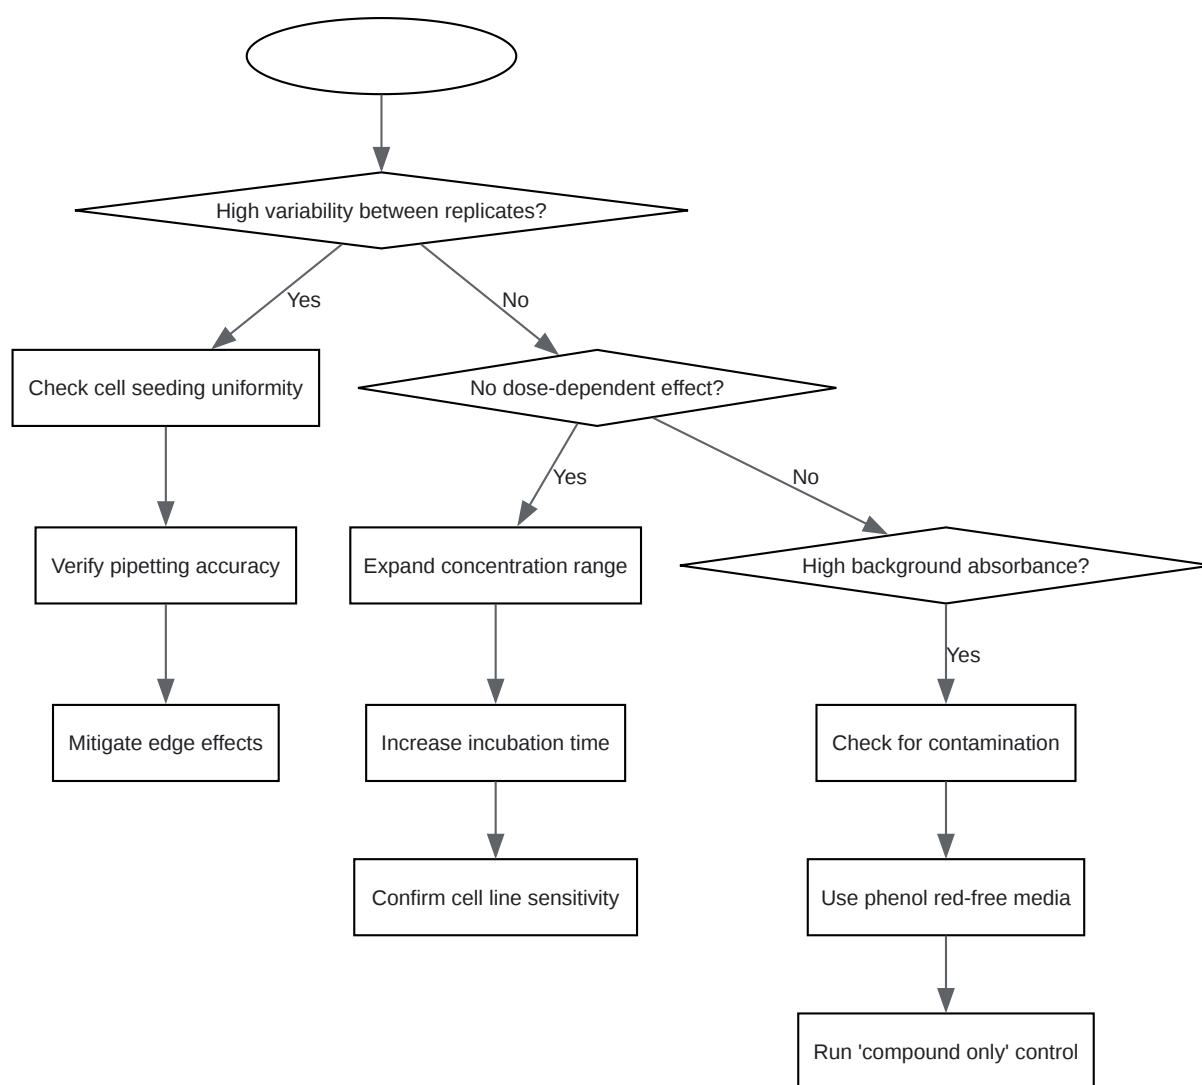 High variability between replicates?
Yes
No
Check cell seeding uniformity
No dose-dependent effect?
Yes
No
Verify pipetting accuracy
Expand concentration range
High background absorbance?
Yes
Mitigate edge effects
Increase incubation time
Check for contamination
Confirm cell line sensitivity
Use phenol red-free media
Run 'compound only' control